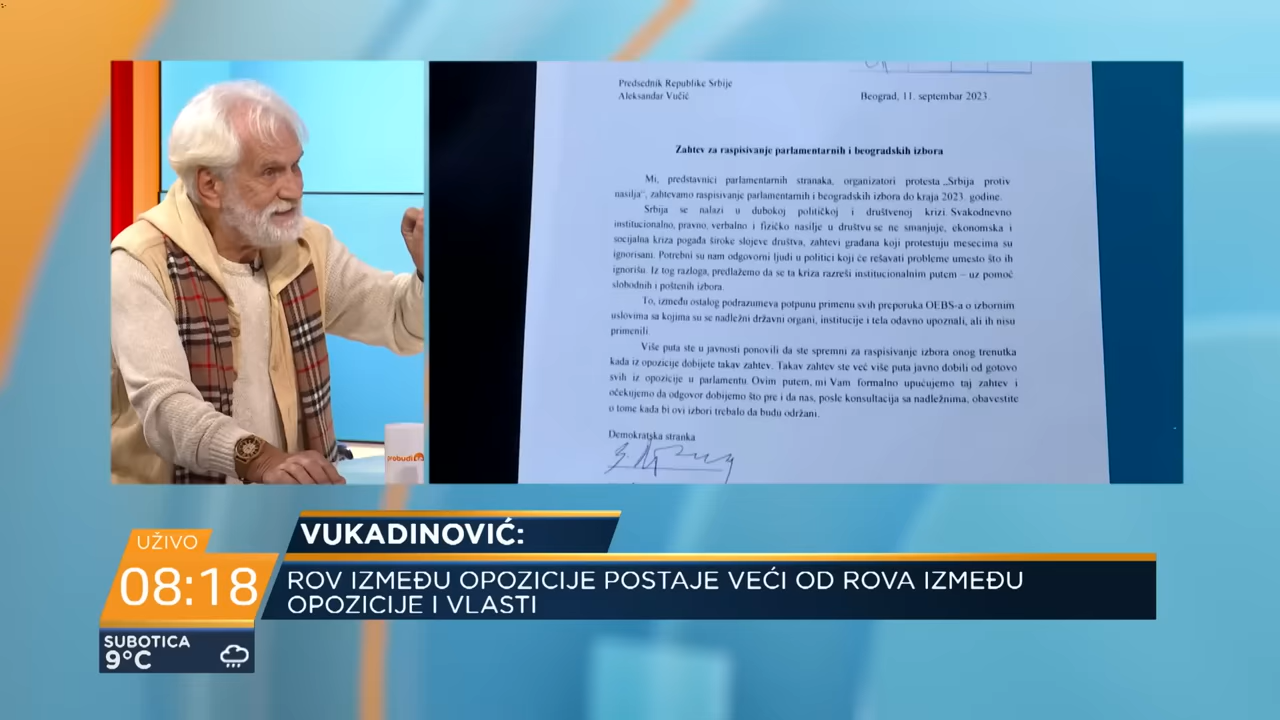 Predsednik Republike Srbije
Aleksandar Vučić
Beograd, 11. septembar 2023.
Zahtev za raspisivanje parlamentarnih i beogradskih izbora
Mi, predstavnici parlamentarnih stranaka, organizatori protesta „Srbija protiv
nasilja“, zahtevamo raspisivanje parlamentarnih i beogradskih izbora do kraja 2023. godine.
Srbija se nalazi u dubokoj političkoj i društvenoj krizi. Svakodnevno
institucionalno, pravno, verbalno i fizičko nasilje u društvu se ne smanjuje, ekonomska i
socijalna kriza pogađa široke slojeve društva, zahtevi građana koji protestuju mesecima su
ignorisani. Potrebni su nam odgovorni ljudi u politici koji će rešavati probleme umesto što ih
ignorišu. Iz tog razloga, predlažemo da se ta kriza razreši institucionalnim putem – uz pomoć
slobodnih i poštenih izbora.
To, između ostalog podrazumeva potpunu primenu svih preporuka OEBS-a o izbornim
uslovima sa kojima su se nadležni državni organi, institucije i tela odavno upoznali, ali ih nisu
primenili.
Više puta ste u javnosti ponovili da ste spremni za raspisivanje izbora onog trenutka
kada iz opozicije dobijete takav zahtev. Takav zahtev ste već više puta javno dobili od gotovo
svih iz opozicije u parlamentu. Ovim putem, mi Vam formalno upućujemo taj zahtev i
očekujemo da odgovor dobijemo što pre i da nas, posle konsultacija sa nadležnima, obavestite
o tome kada bi ovi izbori trebalo da budu održani.
Demokratska stranka
UŽIVO
08:18
VUKADINOVIĆ:
ROV IZMEĐU OPOZICIJE POSTAJE VEĆI OD ROVA IZMEĐU
OPOZICIJE I VLASTI
SUBOTICA
9°C